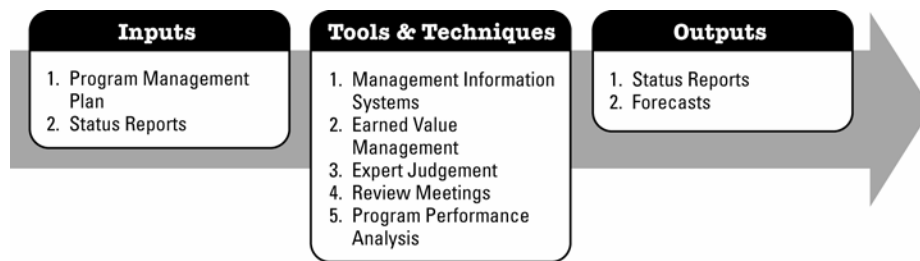 Inputs
1. Program Management
Plan
2. Status Reports
Tools & Techniques
1. Management Information
Systems
2. Earned Value
Management
3. Expert Judgement
4. Review Meetings
5. Program Performance
Analysis
Outputs
1. Status Reports
2. Forecasts